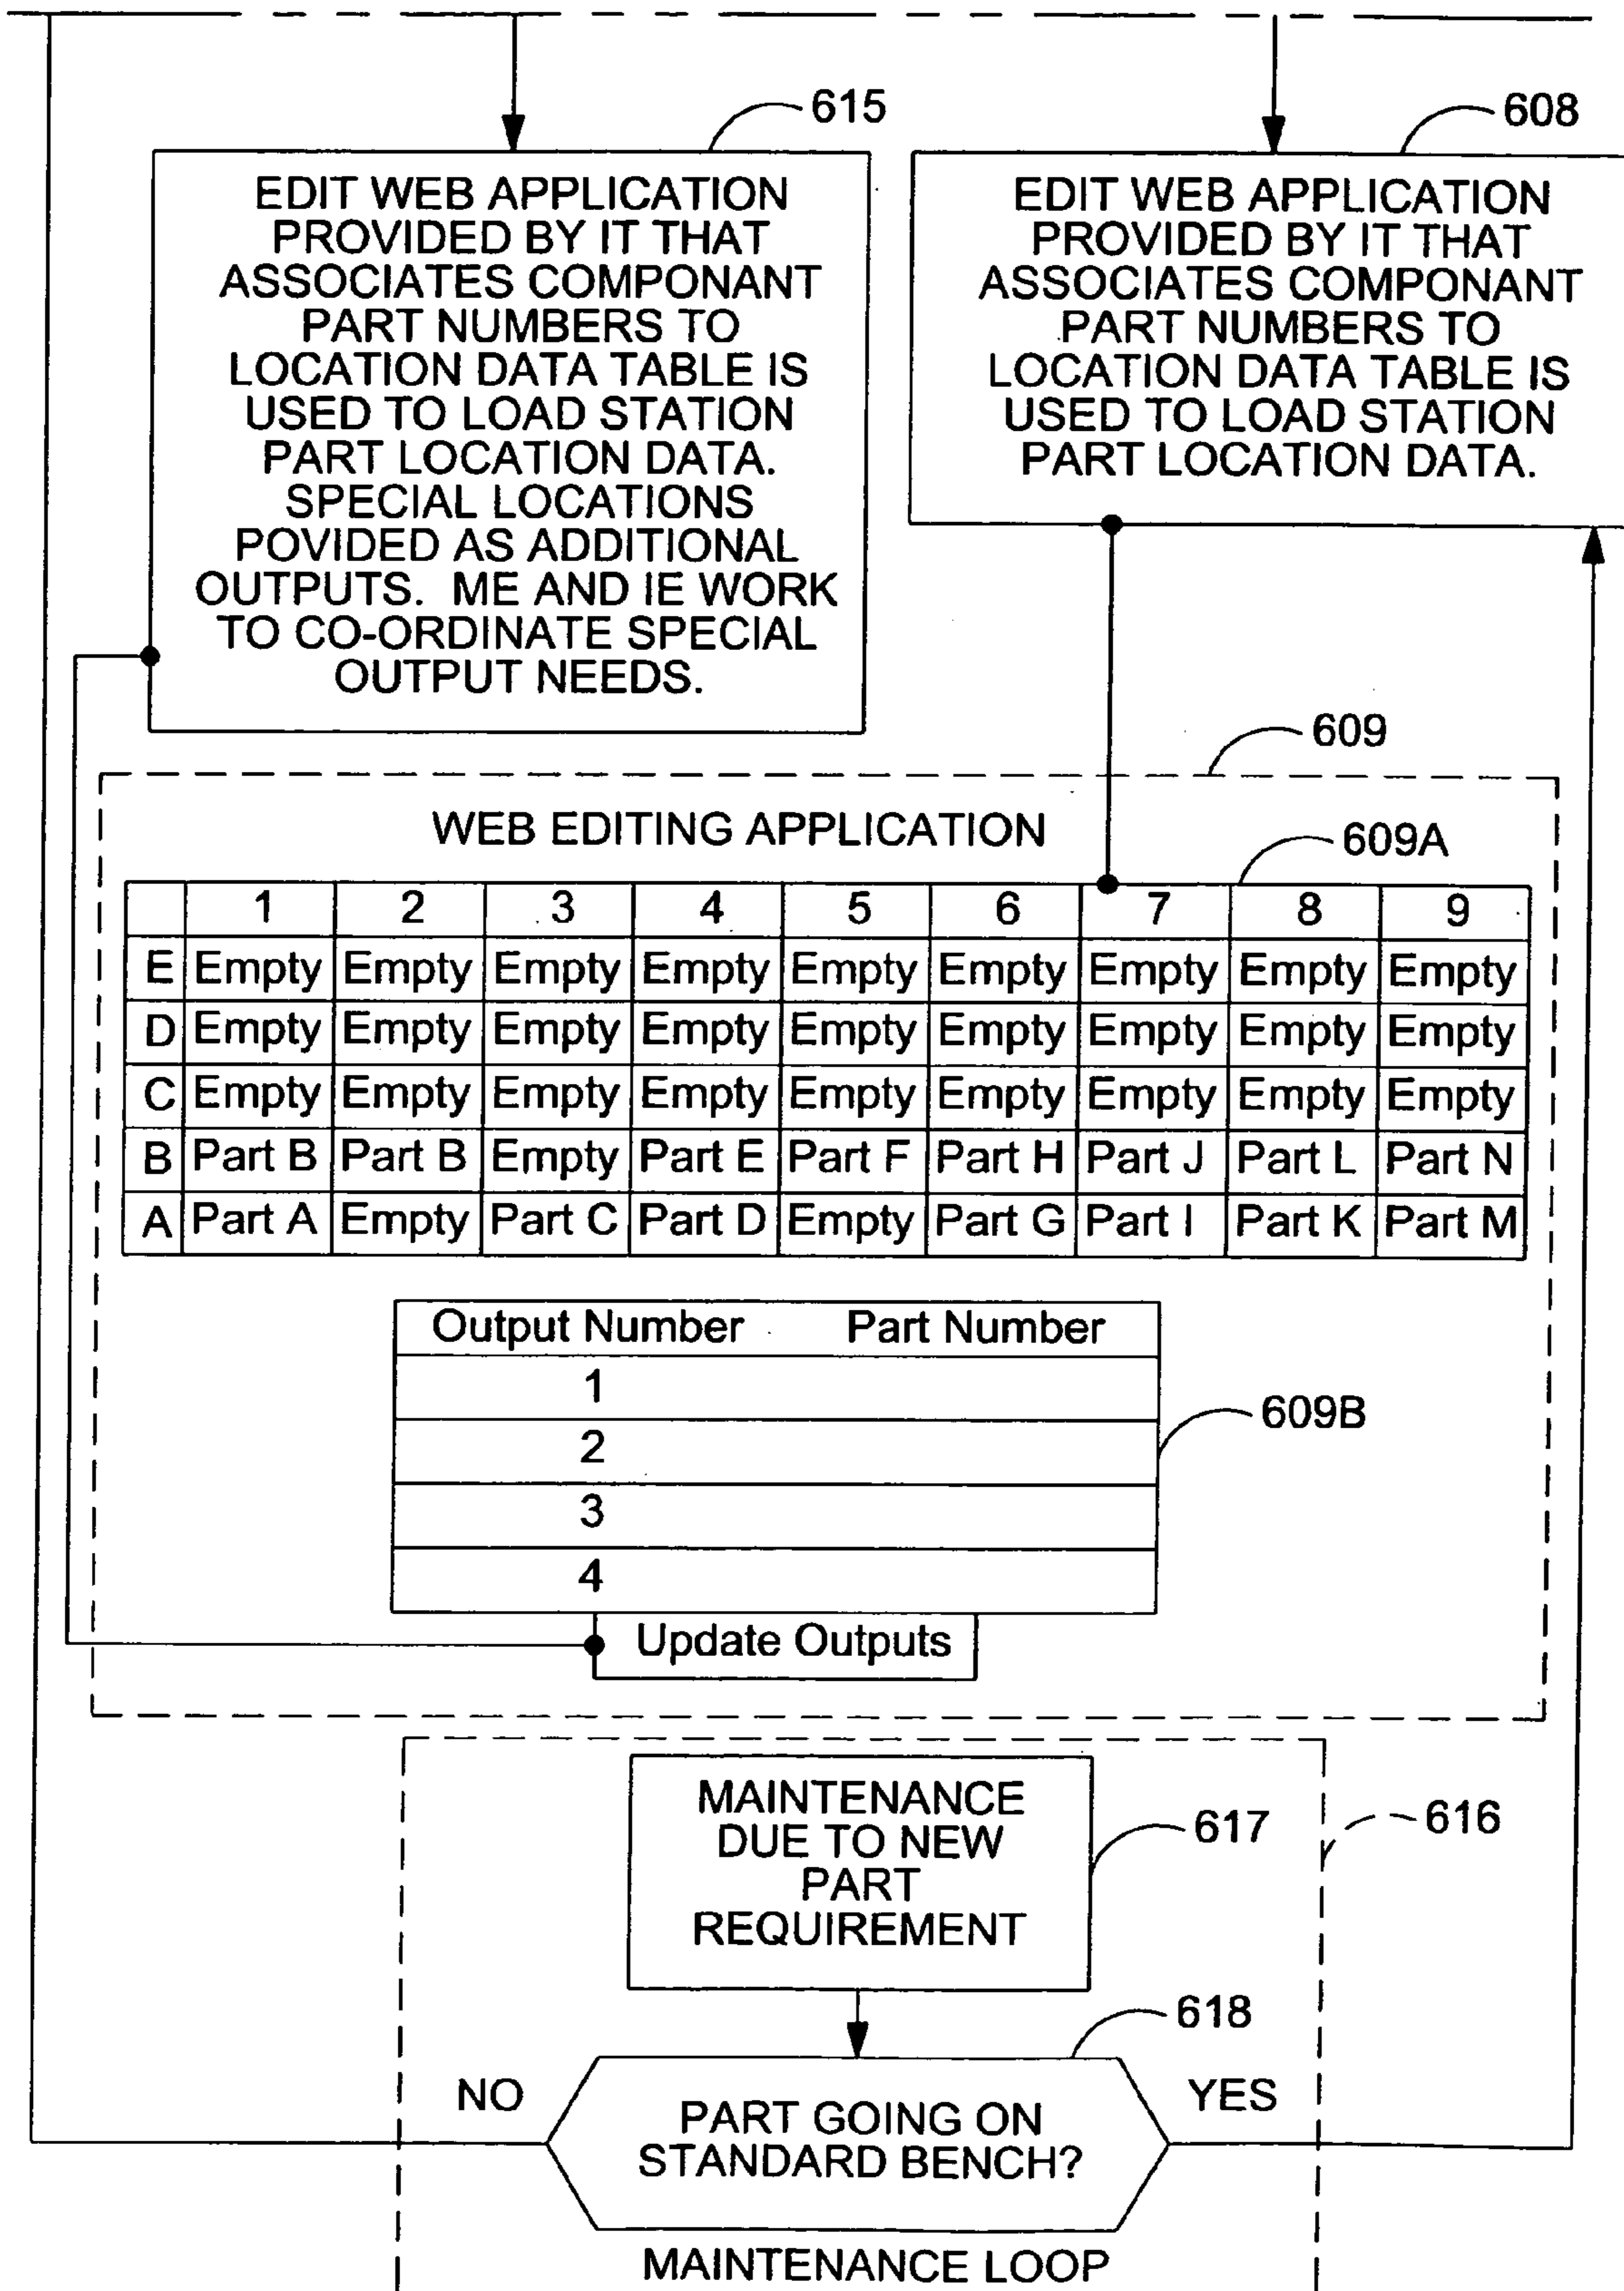 615
EDIT WEB APPLICATION
PROVIDED BY IT THAT
ASSOCIATES COMPONANT
PART NUMBERS TO
LOCATION DATA TABLE IS
USED TO LOAD STATION
PART LOCATION DATA.
SPECIAL LOCATIONS
POVIDED AS ADDITIONAL
OUTPUTS. ME AND IE WORK
TO CO-ORDINATE SPECIAL
OUTPUT NEEDS.
608
EDIT WEB APPLICATION
PROVIDED BY IT THAT
ASSOCIATES COMPONANT
PART NUMBERS TO
LOCATION DATA TABLE IS
USED TO LOAD STATION
PART LOCATION DATA.
609
WEB EDITING APPLICATION
609A
1 2 3 4 5 6 7 8 9
E Empty Empty Empty Empty Empty Empty Empty Empty Empty
D Empty Empty Empty Empty Empty Empty Empty Empty Empty
C Empty Empty Empty Empty Empty Empty Empty Empty Empty
B Part B Part B Empty Part E Part F Part H Part J Part L Part N
A Part A Empty Part C Part D Empty Part G Part I Part K Part M
Output Number Part Number
1
2
3
4
609B
Update Outputs
MAINTENANCE
DUE TO NEW
PART
REQUIREMENT
617
616
618
NO
YES
PART GOING ON
STANDARD BENCH?
MAINTENANCE LOOP